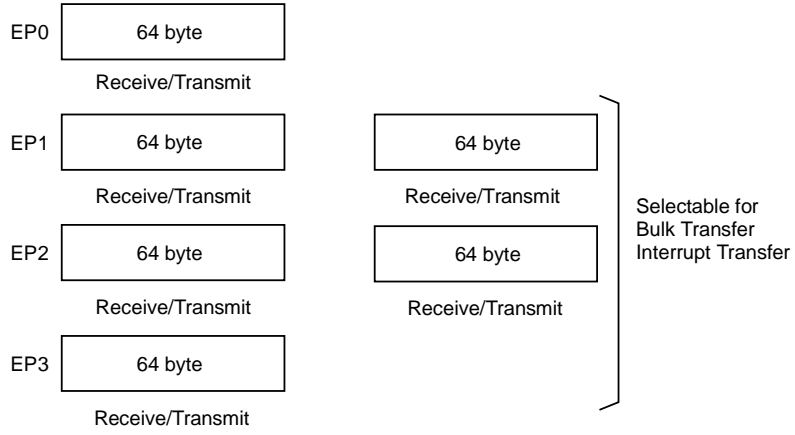 EP0 64 byte
Receive/Transmit
EP1 64 byte 64 byte
Receive/Transmit Receive/Transmit
Selectable for
Bulk Transfer
Interrupt Transfer
EP2 64 byte 64 byte
Receive/Transmit Receive/Transmit
EP3 64 byte
Receive/Transmit